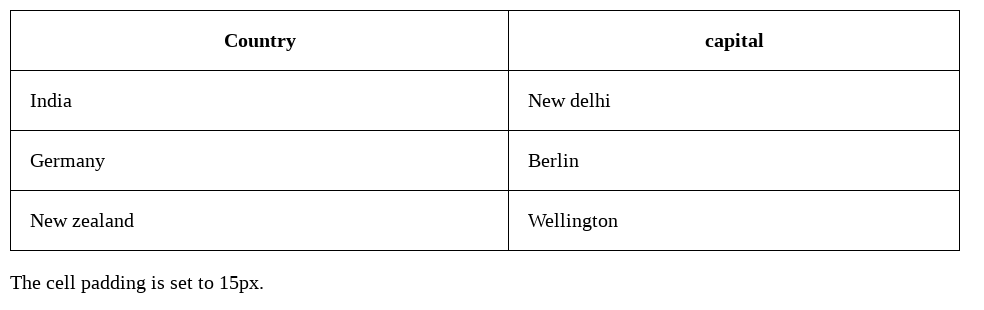 Country capital
India New delhi
Germany Berlin
New zealand Wellington
The cell padding is set to 15px.